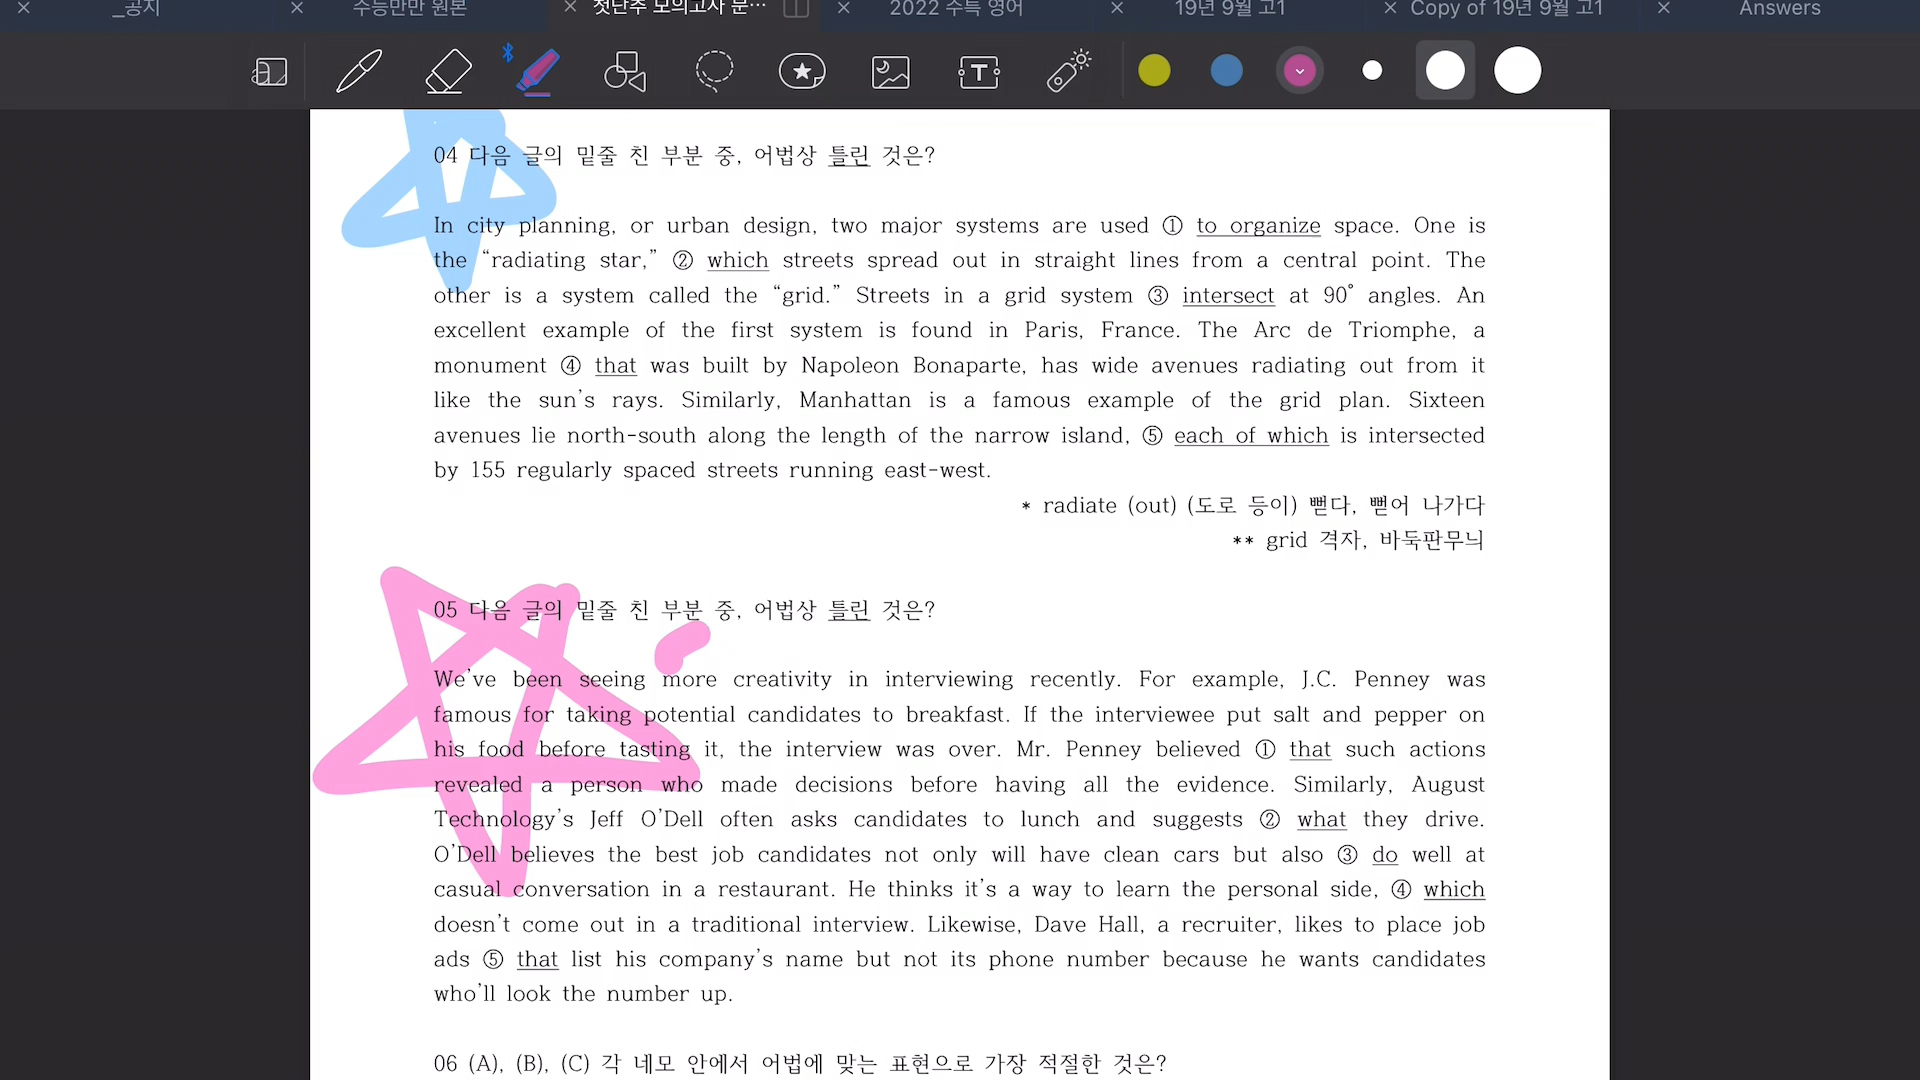 _공지
수능만만 원본
첫단추 모의고사 문…
2022 수특 영어
19년 9월 고1
Copy of 19년 9월 고1
Answers
04 다음 글의 밑줄 친 부분 중, 어법상 틀린 것은?
In city planning, or urban design, two major systems are used ① to organize space. One is
the “radiating star,” ② which streets spread out in straight lines from a central point. The
other is a system called the “grid.” Streets in a grid system ③ intersect at 90˚ angles. An
excellent example of the first system is found in Paris, France. The Arc de Triomphe, a
monument ④ that was built by Napoleon Bonaparte, has wide avenues radiating out from it
like the sun’s rays. Similarly, Manhattan is a famous example of the grid plan. Sixteen
avenues lie north-south along the length of the narrow island, ⑤ each of which is intersected
by 155 regularly spaced streets running east-west.
* radiate (out) (도로 등이) 뻗다, 뻗어 나가다
** grid 격자, 바둑판무늬
05 다음 글의 밑줄 친 부분 중, 어법상 틀린 것은?
We’ve been seeing more creativity in interviewing recently. For example, J.C. Penney was
famous for taking potential candidates to breakfast. If the interviewee put salt and pepper on
his food before tasting it, the interview was over. Mr. Penney believed ① that such actions
revealed a person who made decisions before having all the evidence. Similarly, August
Technology’s Jeff O’Dell often asks candidates to lunch and suggests ② what they drive.
O’Dell believes the best job candidates not only will have clean cars but also ③ do well at
casual conversation in a restaurant. He thinks it’s a way to learn the personal side, ④ which
doesn’t come out in a traditional interview. Likewise, Dave Hall, a recruiter, likes to place job
ads ⑤ that list his company’s name but not its phone number because he wants candidates
who’ll look the number up.
06 (A), (B), (C) 각 네모 안에서 어법에 맞는 표현으로 가장 적절한 것은?